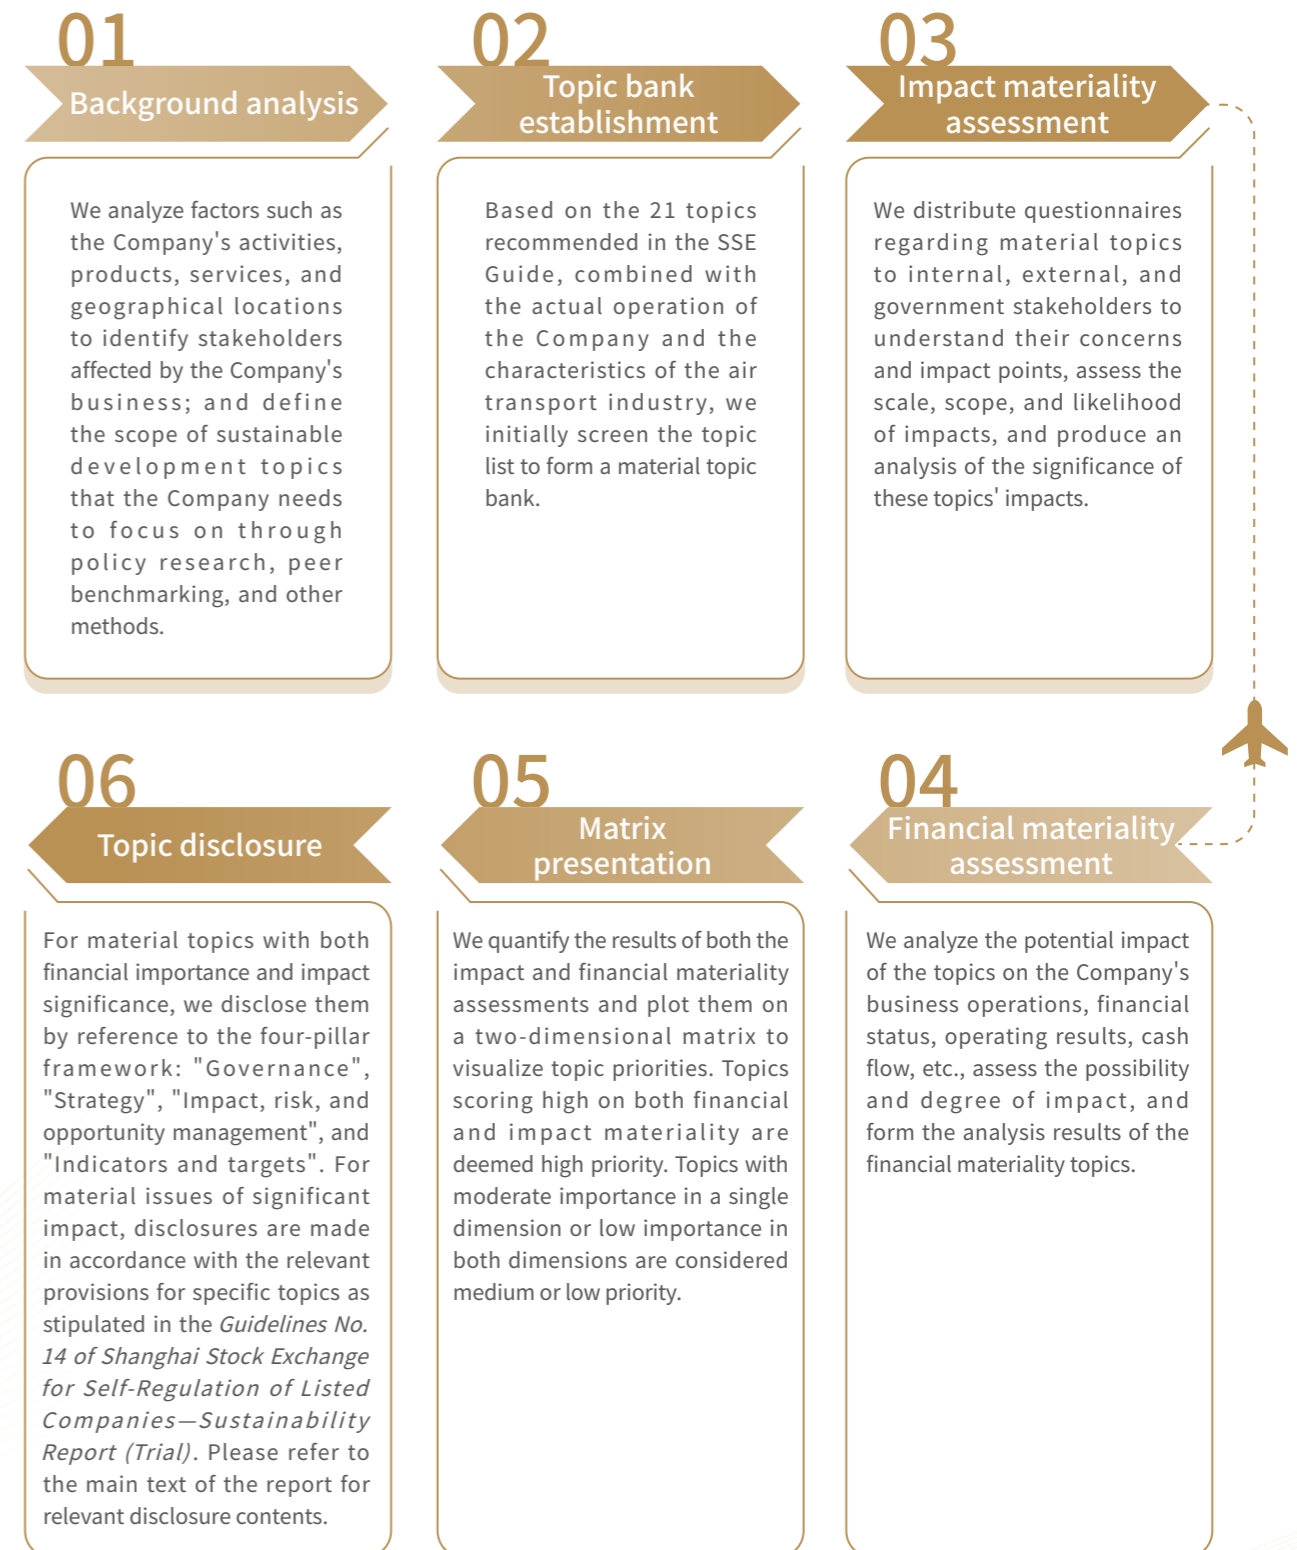 01
Background analysis
We analyze factors such as
the Company's activities,
products, services, and
geographical locations
to identify stakeholders
affected by the Company's
business; and define
the scope of sustainable
development topics
that the Company needs
to focus on through
policy research, peer
benchmarking, and other
methods.
02
Topic bank
establishment
Based on the 21 topics
recommended in the SSE
Guide, combined with
the actual operation of
the Company and the
characteristics of the air
transport industry, we
initially screen the topic
list to form a material topic
bank.
03
Impact materiality
assessment
We distribute questionnaires
regarding material topics
to internal, external, and
government stakeholders to
understand their concerns
and impact points, assess the
scale, scope, and likelihood
of impacts, and produce an
analysis of the significance of
these topics' impacts.
04
Financial materiality
assessment
We analyze the potential impact
of the topics on the Company's
business operations, financial
status, operating results, cash
flow, etc., assess the possibility
and degree of impact, and
form the analysis results of the
financial materiality topics.
05
Matrix
presentation
We quantify the results of both the
impact and financial materiality
assessments and plot them on
a two-dimensional matrix to
visualize topic priorities. Topics
scoring high on both financial
and impact materiality are
deemed high priority. Topics with
moderate importance in a single
dimension or low importance in
both dimensions are considered
medium or low priority.
06
Topic disclosure
For material topics with both
financial importance and impact
significance, we disclose them
by reference to the four-pillar
framework: "Governance",
"Strategy", "Impact, risk, and
opportunity management", and
"Indicators and targets". For
material issues of significant
impact, disclosures are made
in accordance with the relevant
provisions for specific topics as
stipulated in the Guidelines No.
14 of Shanghai Stock Exchange
for Self-Regulation of Listed
Companies—Sustainability
Report (Trial). Please refer to
the main text of the report for
relevant disclosure contents.